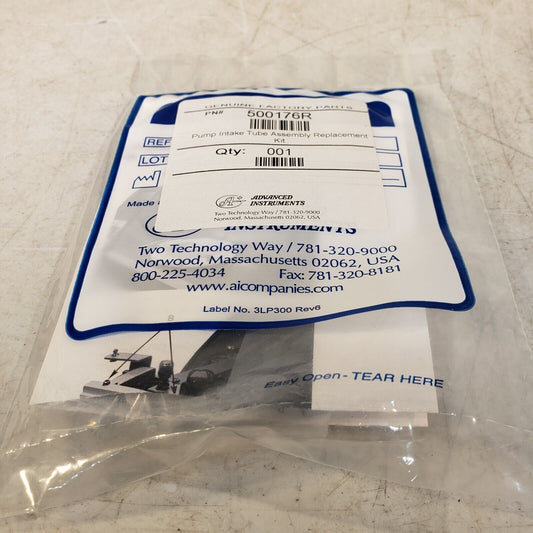 GENUINE FACTORY PARTS
PN# 500176R
Pump Intake Tube Assembly Replacement
Kit
Qty: 001
ADVANCED
INSTRUMENTS
Two Technology Way / 781-320-9000
Norwood, Massachusetts 02062, USA
REF
LOT
Made
INSTRUMENTS
Two Technology Way / 781-320-9000
Norwood, Massachusetts 02062, USA
800-225-4034 Fax: 781-320-8181
www.aicompanies.com
Label No. 3LP300 Rev6
B
Easy Open - TEAR HERE